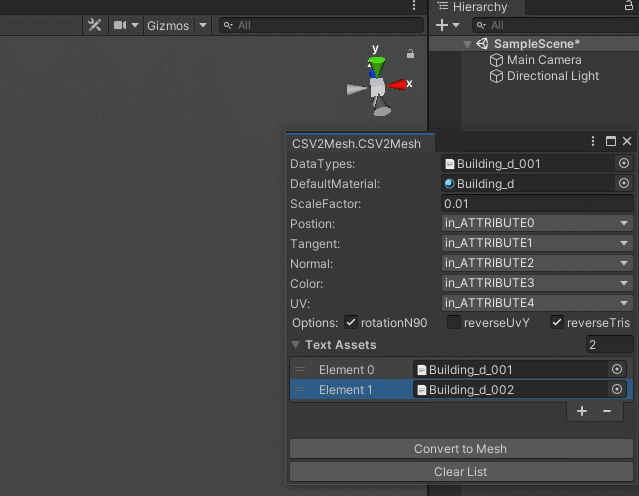 Hierarchy
Gizmos All
All
SampleScene*
Main Camera
Directional Light
y
x
CSV2Mesh.CSV2Mesh
DataTypes: Building_d_001
DefaultMaterial: Building_d
ScaleFactor: 0.01
Postion: in_ATTRIBUTE0
Tangent: in_ATTRIBUTE1
Normal: in_ATTRIBUTE2
Color: in_ATTRIBUTE3
UV: in_ATTRIBUTE4
Options: rotationN90 reverseUvY reverseTris
Text Assets 2
Element 0 Building_d_001
Element 1 Building_d_002
Convert to Mesh
Clear List